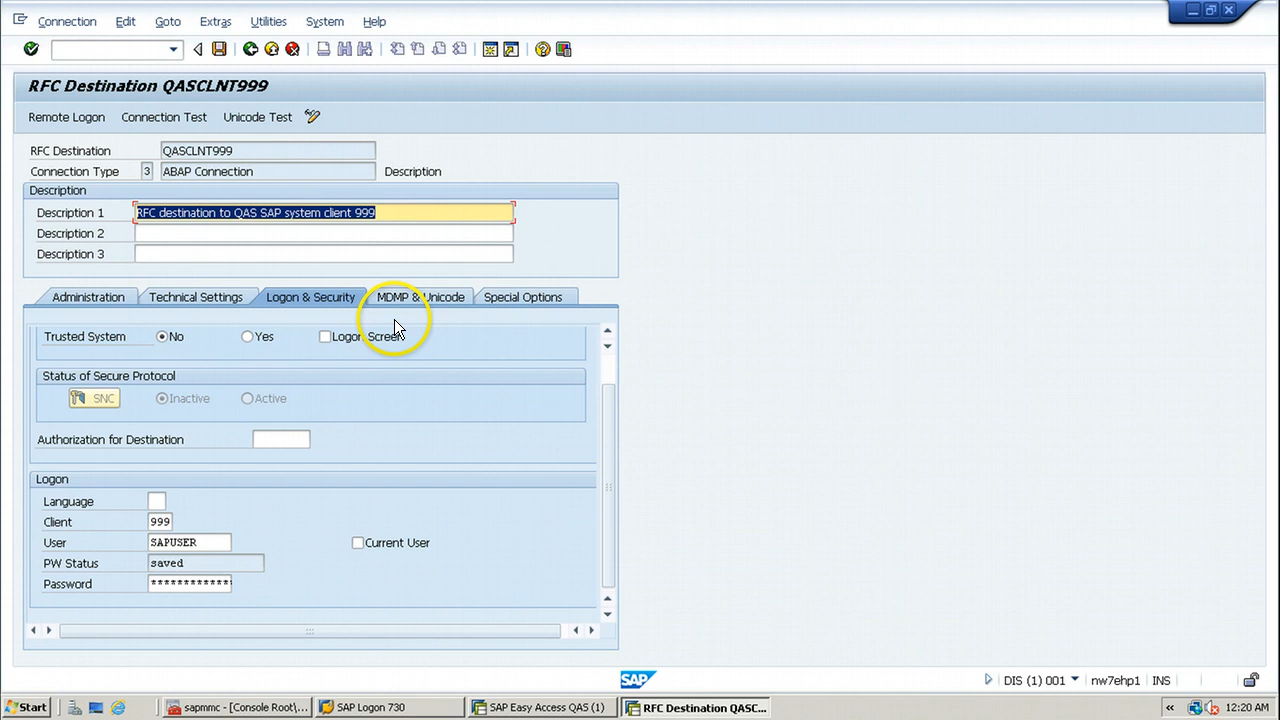 Connection Edit Goto Extras Utilities System Help
RFC Destination QASCLNT999
Remote Logon Connection Test Unicode Test
RFC Destination QASCLNT999
Connection Type 3 ABAP Connection Description
Description
Description 1 RFC destination to QAS SAP system client 999
Description 2
Description 3
Administration Technical Settings Logon & Security MDMP & Unicode Special Options
Trusted System No Yes Logon Screen
Status of Secure Protocol
SNC Inactive Active
Authorization for Destination
Logon
Language
Client 999
User SAPUSER Current User
PW Status saved
Password *************
SAP DIS (1) 001 nw7ehp1 INS
Start sapmmc - [Console Root\... SAP Logon 730 SAP Easy Access QAS (1) RFC Destination QASC... « 12:20 AM